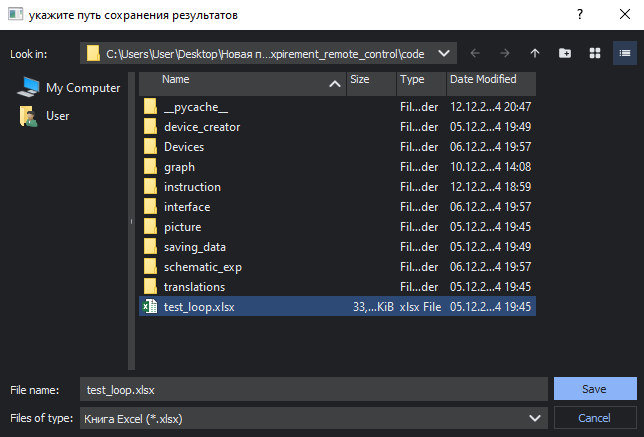 укажите путь сохранения результатов
Look in: C:\Users\User\Desktop\Новая п...xpirement_remote_control\code
My Computer
User
Name Size Type Date Modified
__pycache__ Fil...der 12.12.2...4 20:47
device_creator Fil...der 05.12.2...4 19:49
Devices Fil...der 06.12.2...4 19:57
graph Fil...der 10.12.2...4 14:08
instruction Fil...der 12.12.2...4 18:59
interface Fil...der 06.12.2...4 19:57
picture Fil...der 05.12.2...4 19:45
saving_data Fil...der 05.12.2...4 19:49
schematic_exp Fil...der 06.12.2...4 19:57
translations Fil...der 05.12.2...4 19:45
test_loop.xlsx 33,...KiB xlsx File 05.12.2...4 19:45
File name: test_loop.xlsx Save
Files of type: Книга Excel (*.xlsx) Cancel